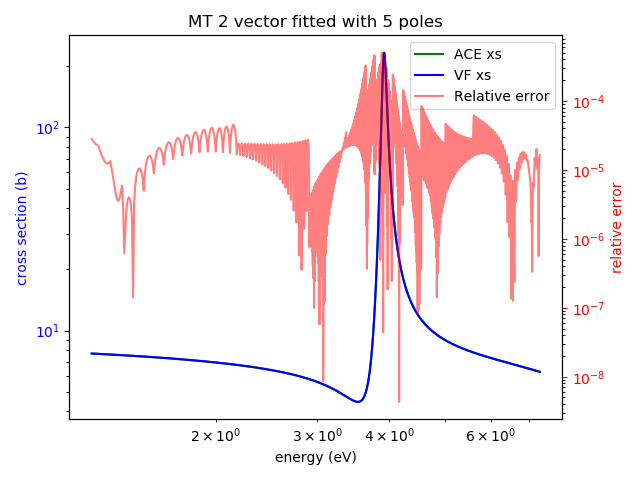 MT 2 vector fitted with 5 poles
ACE xs
VF xs
Relative error
cross section (b)
10²
10¹
relative error
10⁻⁴
10⁻⁵
10⁻⁶
10⁻⁷
10⁻⁸
2 × 10⁰ 3 × 10⁰ 4 × 10⁰ 6 × 10⁰
energy (eV)